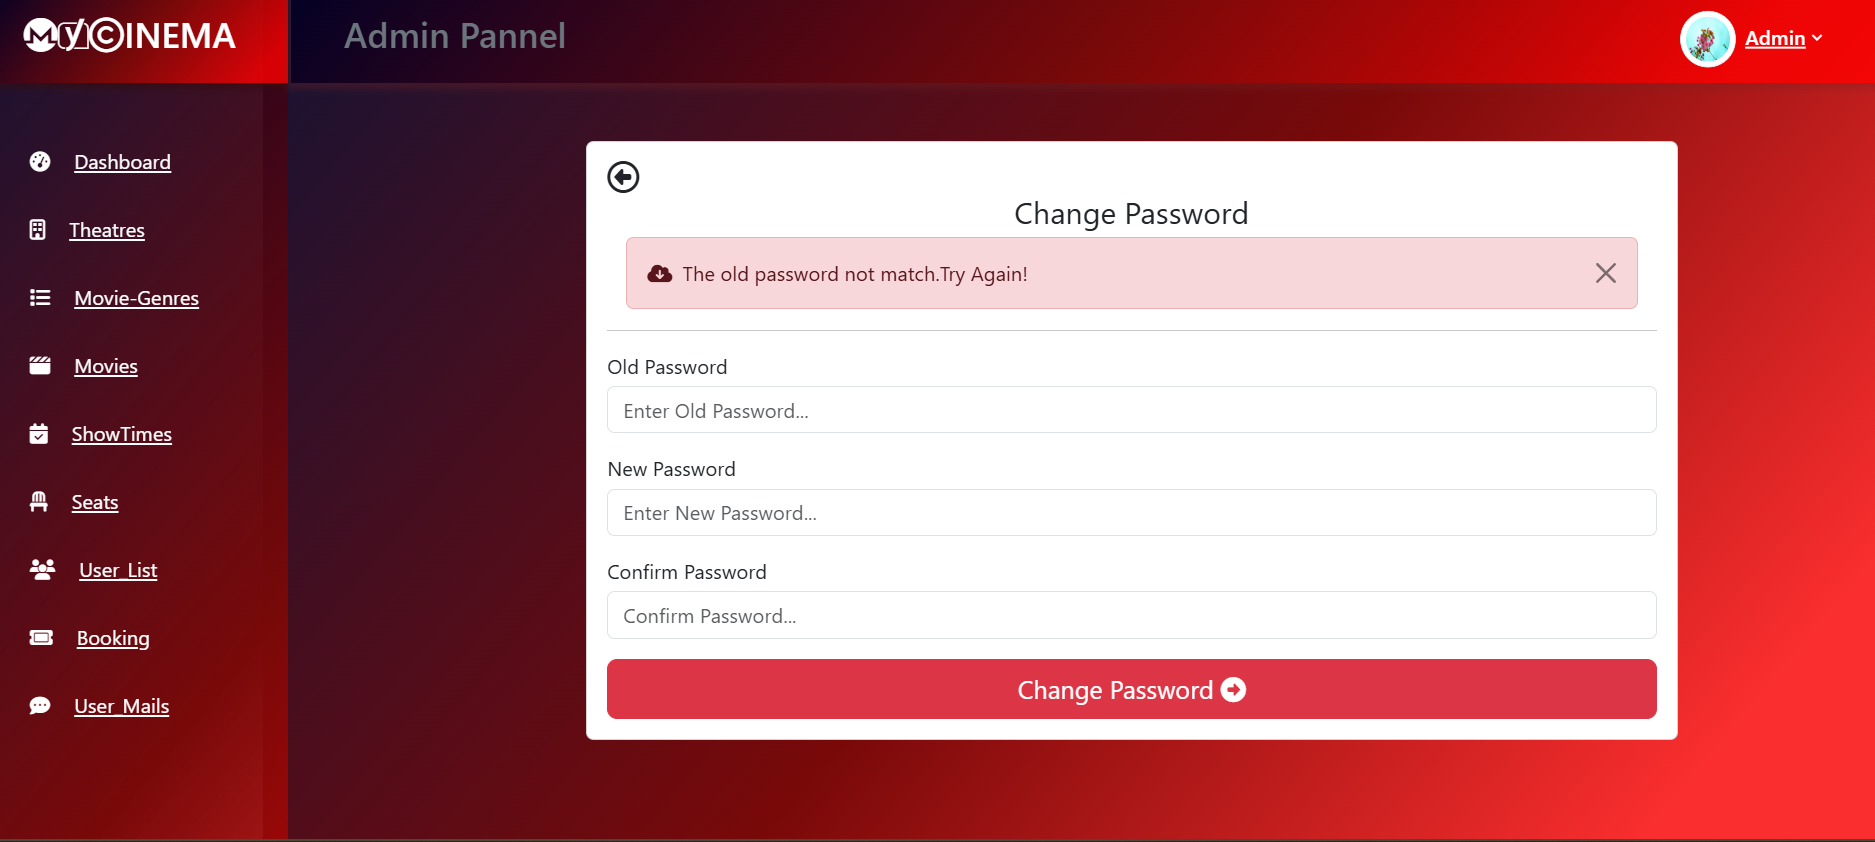 MyCINEMA
Admin Pannel
Admin
Dashboard
Theatres
Movie-Genres
Movies
ShowTimes
Seats
User_List
Booking
User_Mails
Change Password
The old password not match.Try Again!
Old Password
Enter Old Password...
New Password
Enter New Password...
Confirm Password
Confirm Password...
Change Password